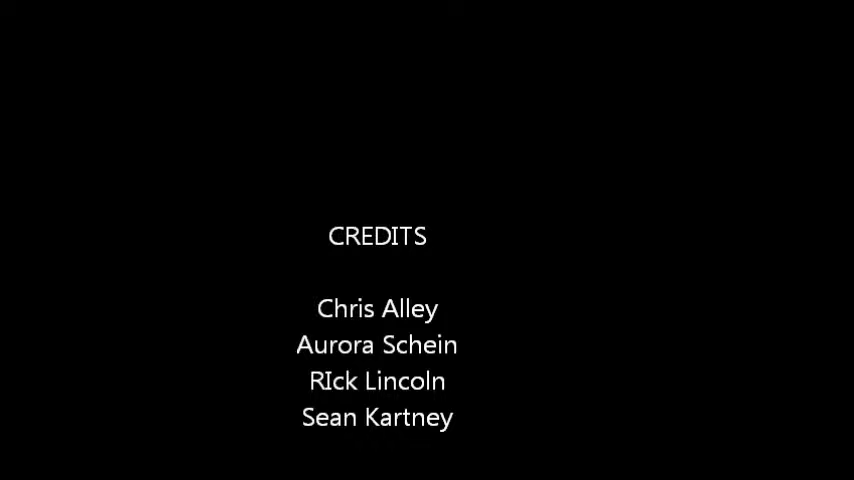 CREDITS
Chris Alley
Aurora Schein
RIck Lincoln
Sean Kartney